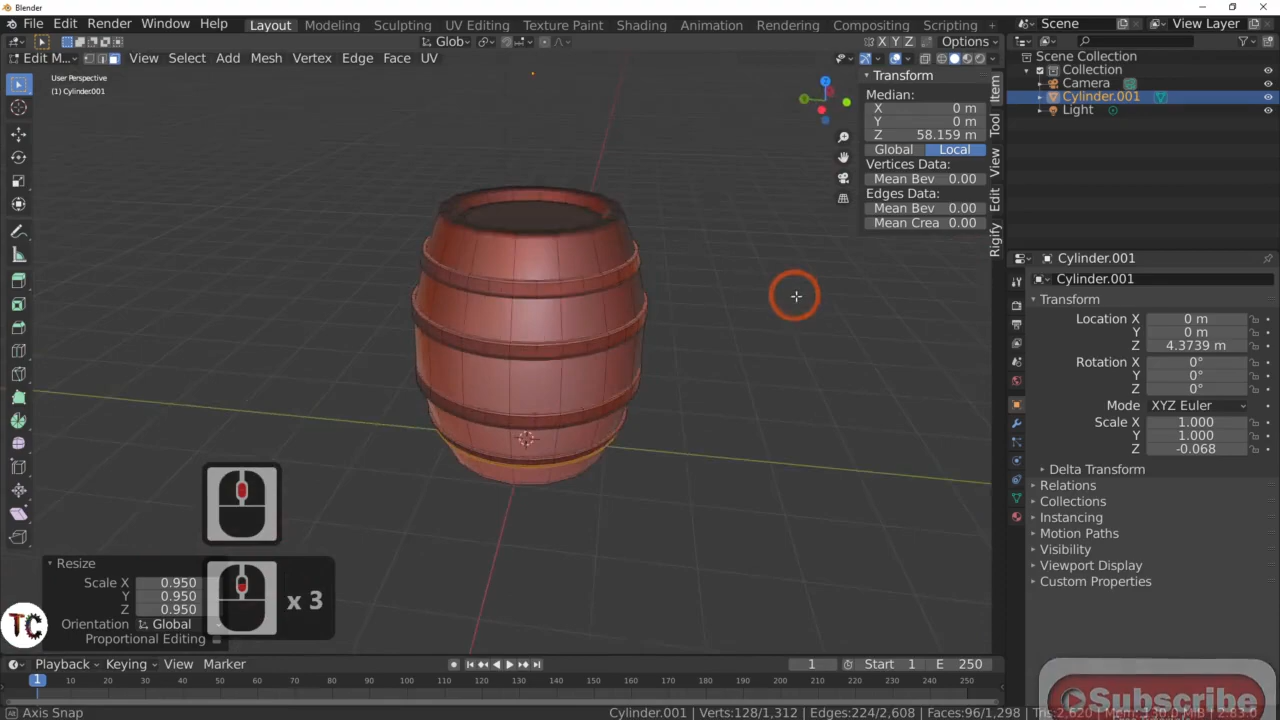 Blender
File Edit Render Window Help
Layout Modeling Sculpting UV Editing Texture Paint Shading Animation Rendering Compositing Scripting +
Scene View Layer
Glob X Y Z Options
Edit M... View Select Add Mesh Vertex Edge Face UV
User Perspective
(1) Cylinder.001
Transform
Median:
X 0 m
Y 0 m
Z 58.159 m
Global Local
Vertices Data:
Mean Bev 0.00
Edges Data:
Mean Bev 0.00
Mean Crea 0.00
Item
Tool
View
Edit
Rigify
Z
Scene Collection
Collection
Camera
Cylinder.001
Light
Cylinder.001
Cylinder.001
Transform
Location X 0 m
Y 0 m
Z 4.3739 m
Rotation X 0°
Y 0°
Z 0°
Mode XYZ Euler
Scale X 1.000
Y 1.000
Z -0.068
Delta Transform
Relations
Collections
Instancing
Motion Paths
Visibility
Viewport Display
Custom Properties
Resize
Scale X 0.950
Y 0.950
Z 0.950
Orientation Global
Proportional Editing
x 3
TC
Playback Keying View Marker
1 Start 1 E 250
1 10 20 30 40 50 60 70 80 90 100 110 120 130 140 150 160 170 180 190 200 210 220 230 240 250
Axis Snap
Cylinder.001 | Verts:128/1,312 | Edges:224/2,608 | Faces:96/1,298
Subscribe